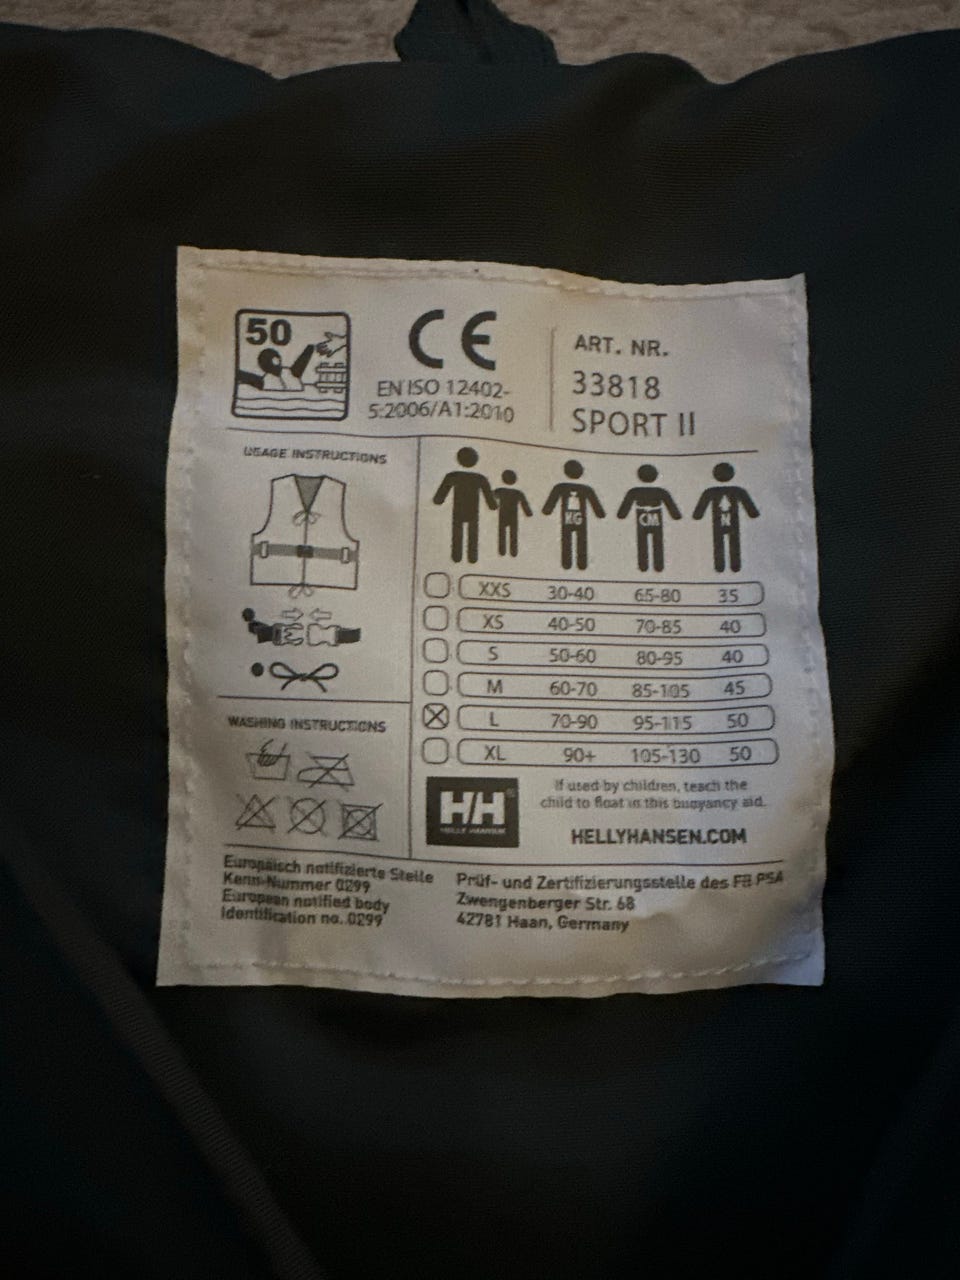 50
CE
EN ISO 12402-
5:2006/A1:2010
ART. NR.
33818
SPORT II
USAGE INSTRUCTIONS
KG CM N
XXS 30-40 65-80 35
XS 40-50 70-85 40
S 50-60 80-95 40
M 60-70 85-105 45
L 70-90 95-115 50
XL 90+ 105-130 50
WASHING INSTRUCTIONS
HH®
HELLY HANSEN
If used by children, teach the
child to float in this buoyancy aid.
HELLYHANSEN.COM
Europäisch notifizierte Stelle
Kenn-Nummer 0299
European notified body
Identification no. 0299
Prüf- und Zertifizierungsstelle des FB PSA
Zwengenberger Str. 68
42781 Haan, Germany